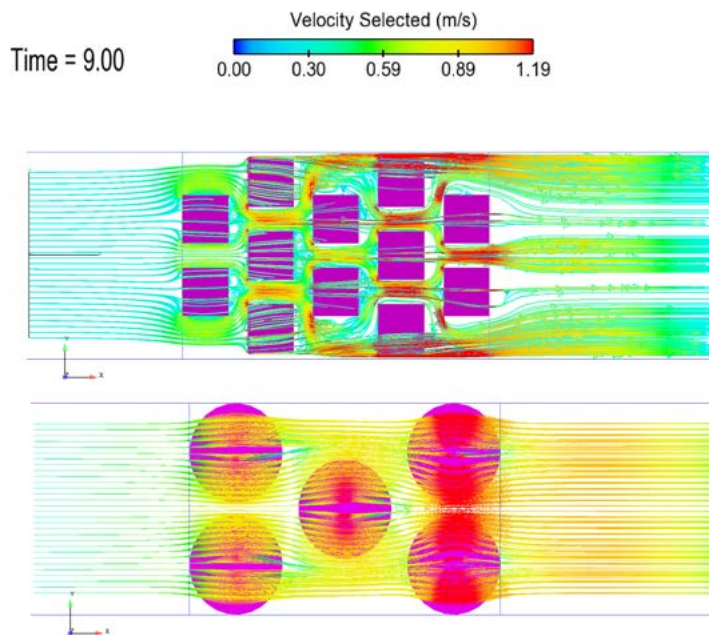 Velocity Selected (m/s)
Time = 9.00
0.00 0.30 0.59 0.89 1.19
Y
Z X
Y
Z X